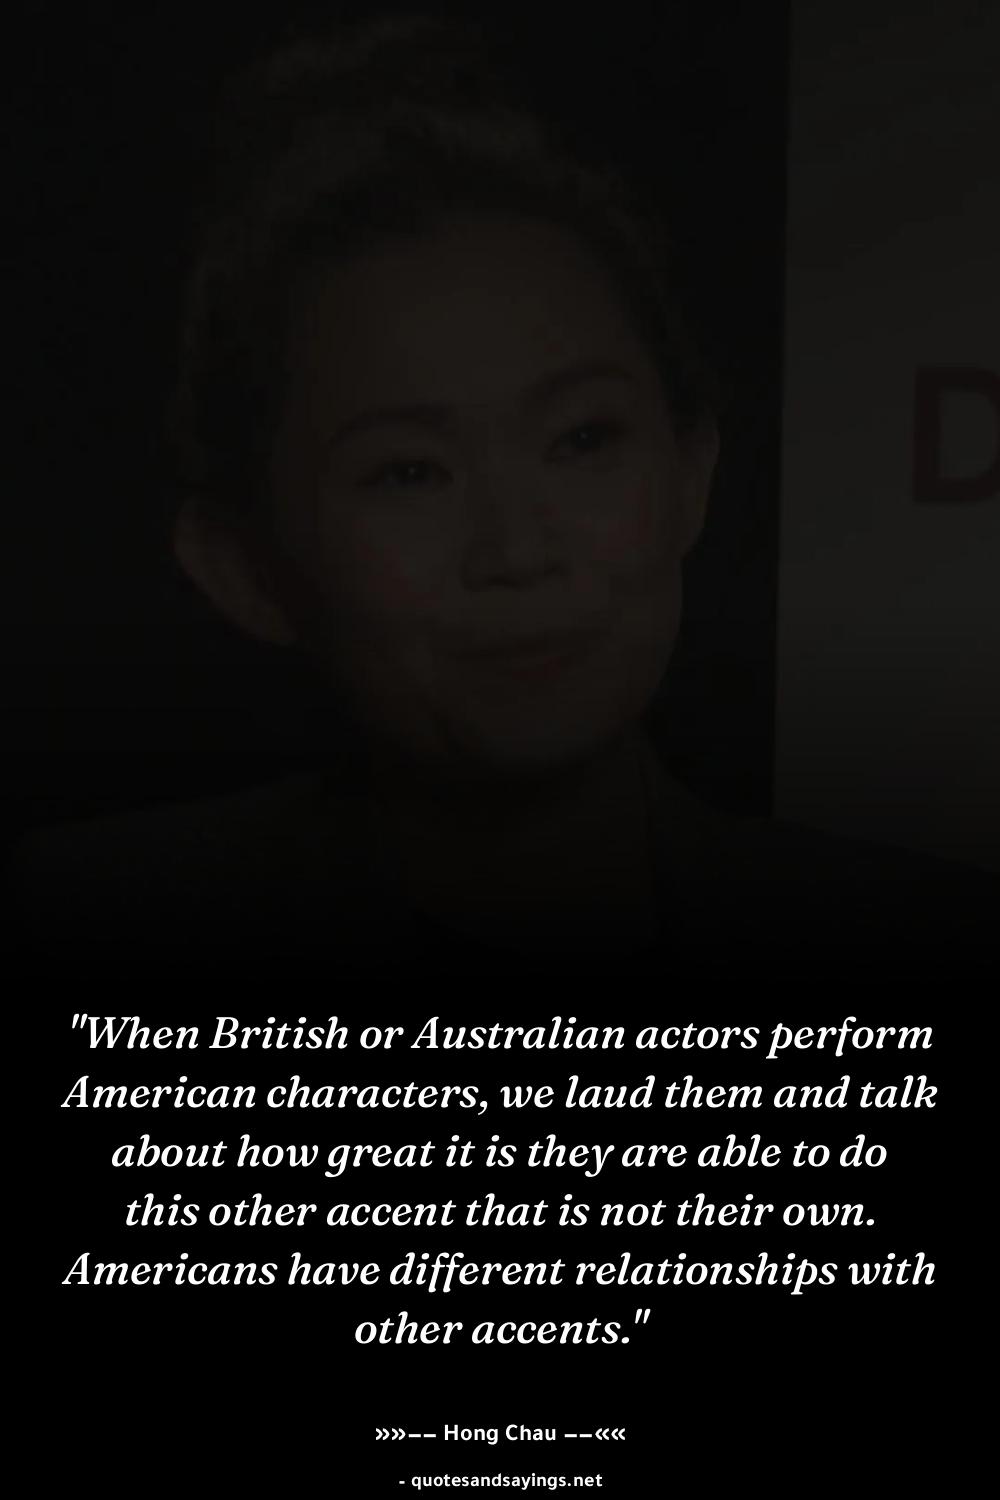 D
"When British or Australian actors perform
American characters, we laud them and talk
about how great it is they are able to do
this other accent that is not their own.
Americans have different relationships with
other accents."
»»—— Hong Chau ——««
- quotesandsayings.net